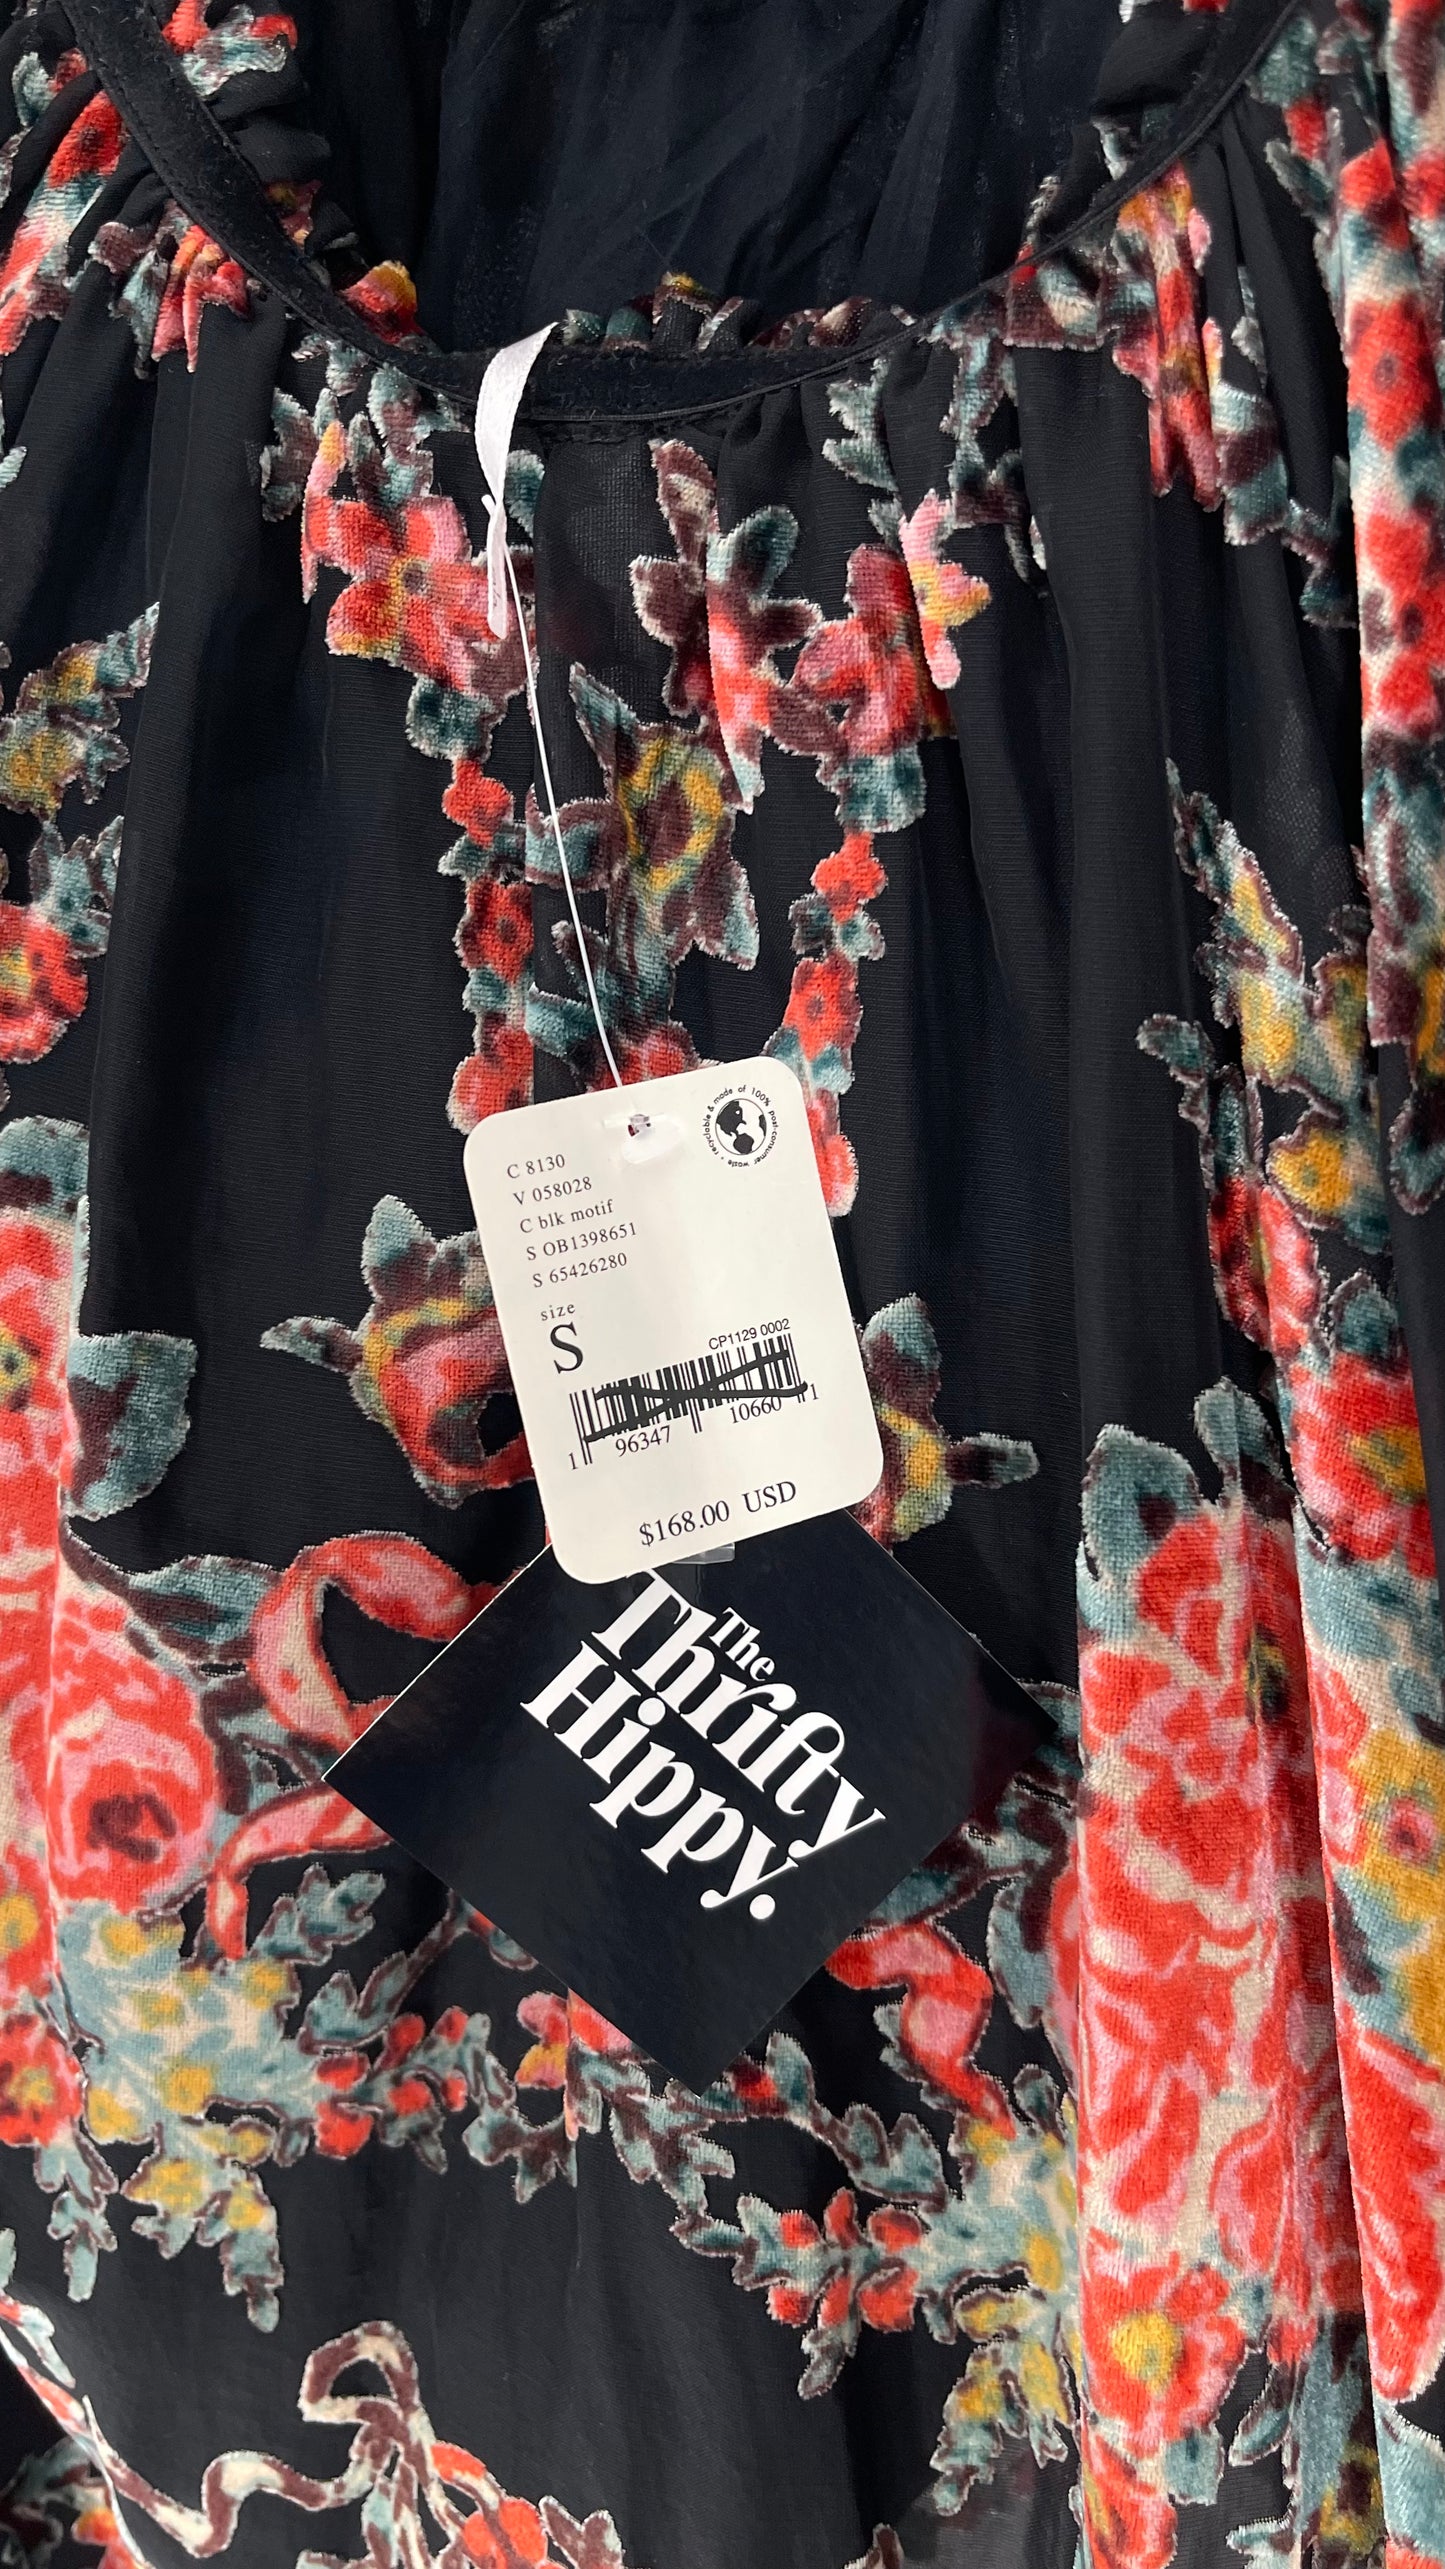 recyclable & made of 100% post-consumer waste •
C 8130
V 058028
C blk motif
S OB1398651
S 65426280
size
S
CP1129 0002
1 96347 10660 1
$168.00 USD
The
Thrifty
Hippy.